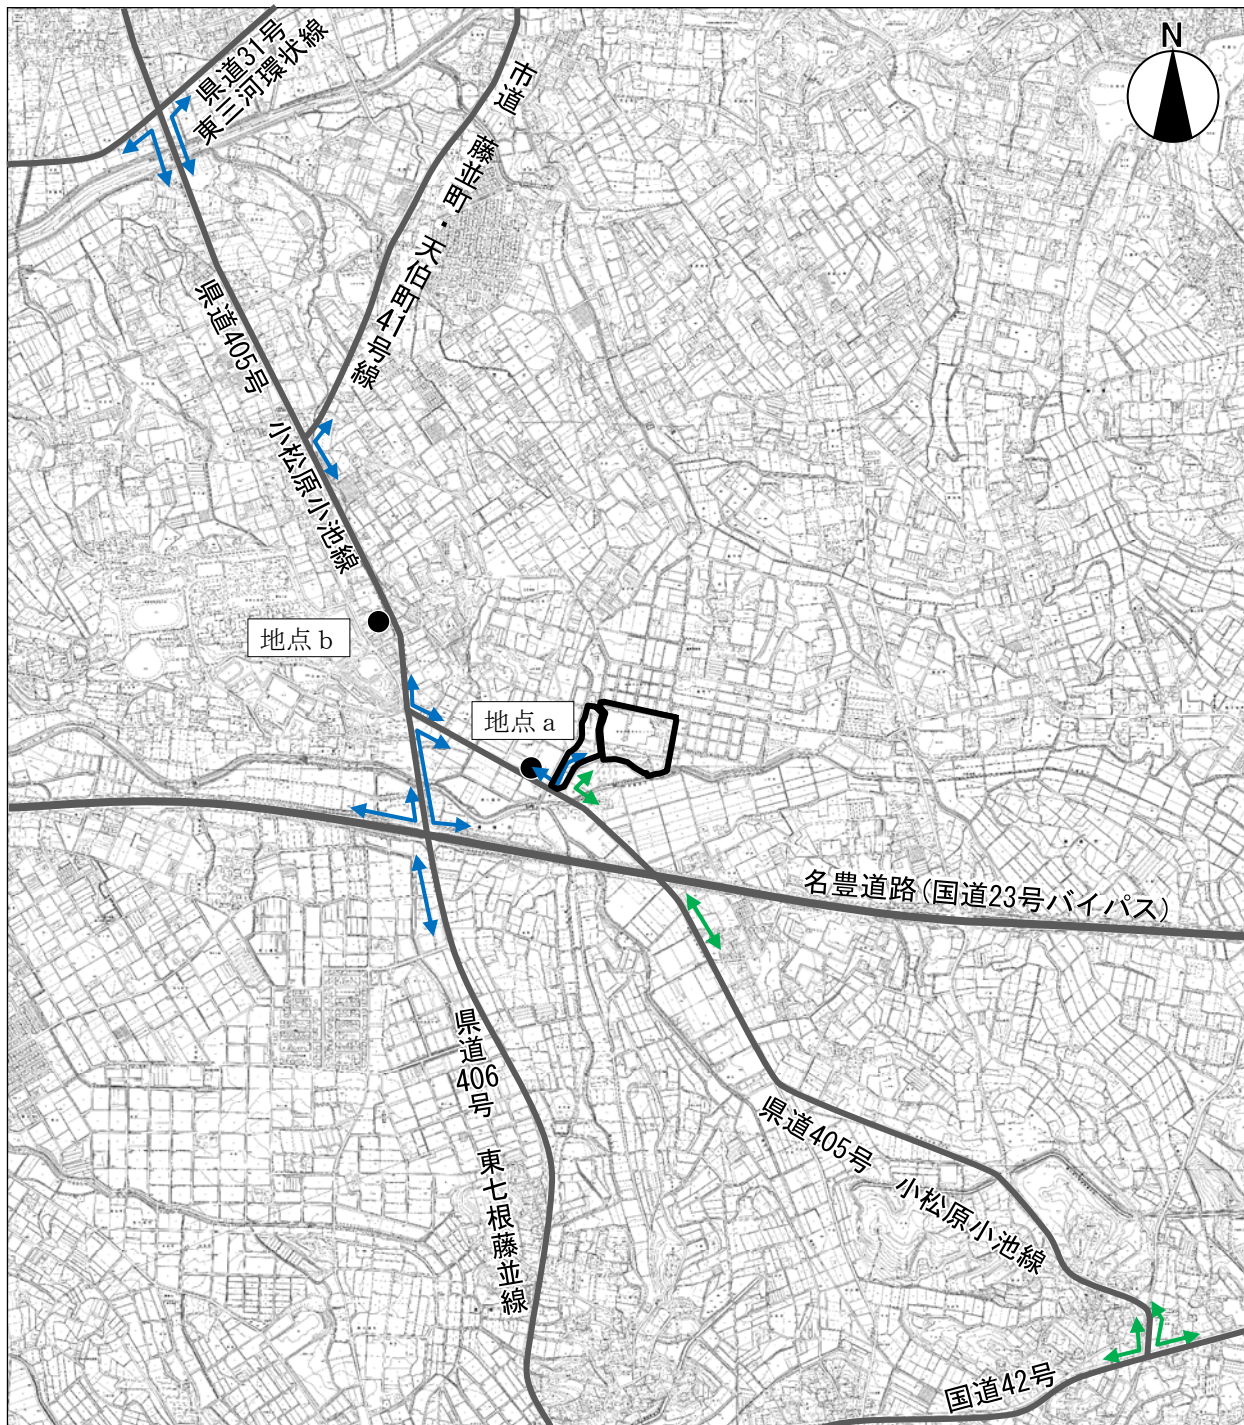 N
県道31号
東三河環状線
市道 藤並町・天伯町41号線
県道405号
小松原小池線
地点b
地点a
名豊道路(国道23号バイパス)
県道406号 東七根藤並線
県道405号 小松原小池線
国道42号